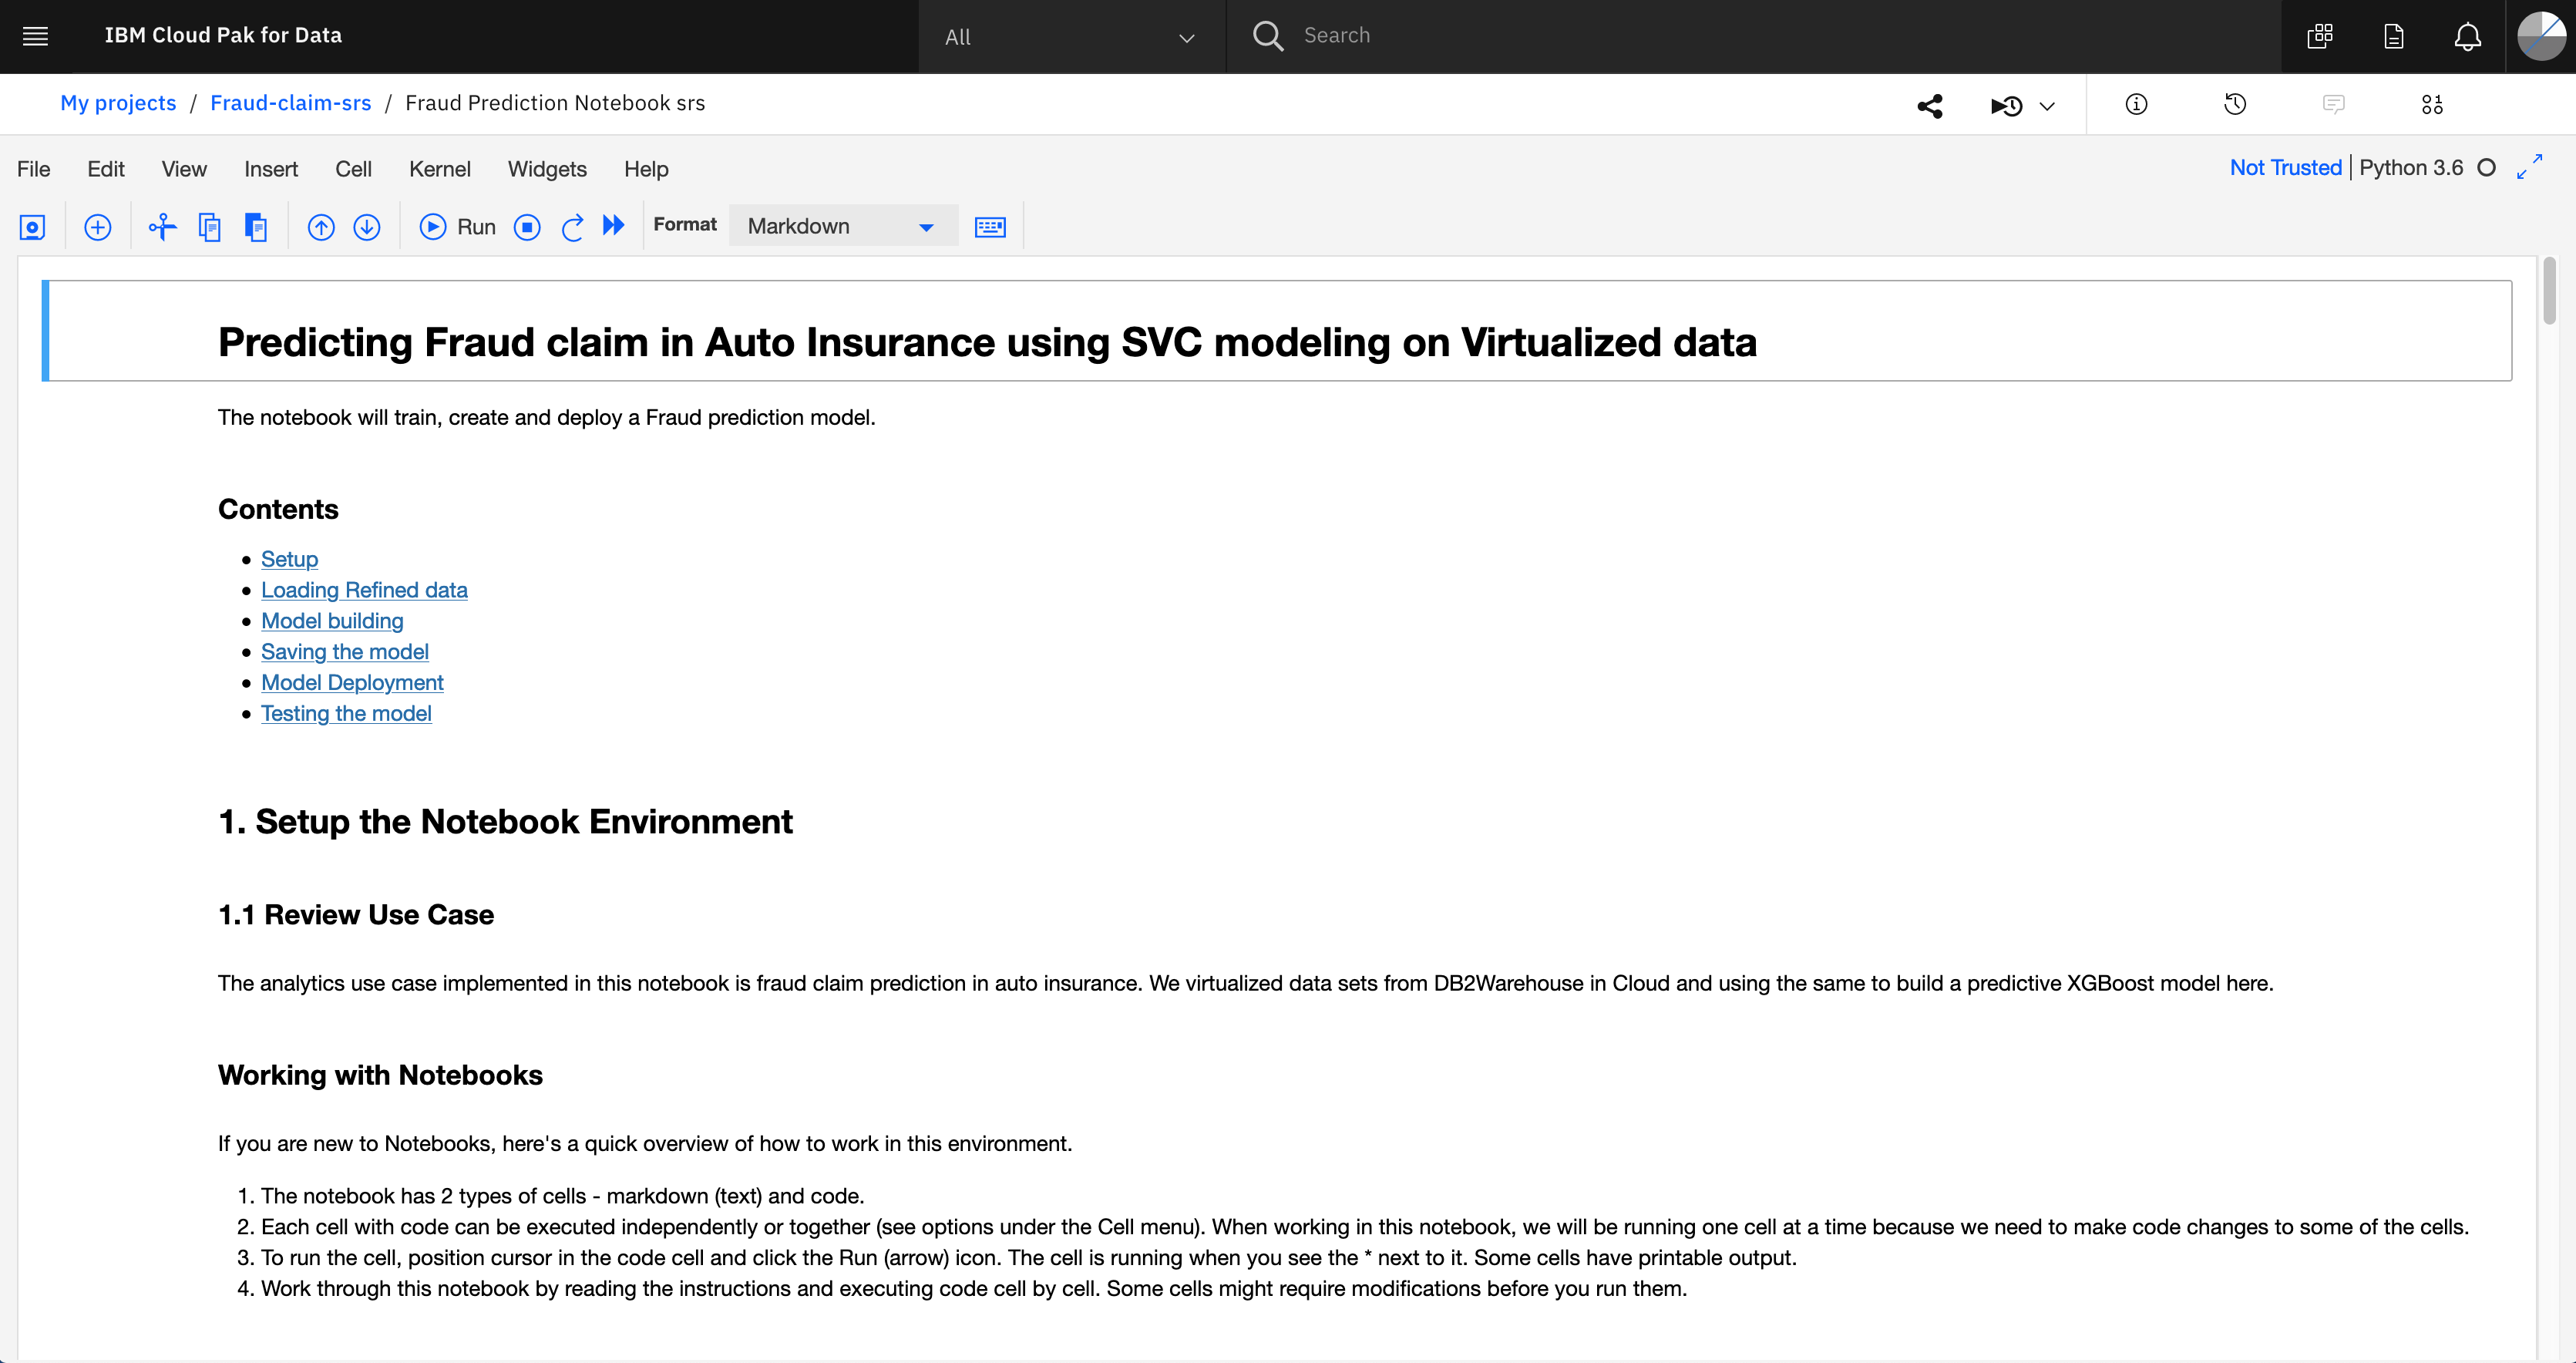 IBM Cloud Pak for Data
All
Search
My projects / Fraud-claim-srs / Fraud Prediction Notebook srs
File Edit View Insert Cell Kernel Widgets Help
Not Trusted | Python 3.6
Run
Format
Markdown
Predicting Fraud claim in Auto Insurance using SVC modeling on Virtualized data
The notebook will train, create and deploy a Fraud prediction model.
Contents
• Setup
• Loading Refined data
• Model building
• Saving the model
• Model Deployment
• Testing the model
1. Setup the Notebook Environment
1.1 Review Use Case
The analytics use case implemented in this notebook is fraud claim prediction in auto insurance. We virtualized data sets from DB2Warehouse in Cloud and using the same to build a predictive XGBoost model here.
Working with Notebooks
If you are new to Notebooks, here's a quick overview of how to work in this environment.
1. The notebook has 2 types of cells - markdown (text) and code.
2. Each cell with code can be executed independently or together (see options under the Cell menu). When working in this notebook, we will be running one cell at a time because we need to make code changes to some of the cells.
3. To run the cell, position cursor in the code cell and click the Run (arrow) icon. The cell is running when you see the * next to it. Some cells have printable output.
4. Work through this notebook by reading the instructions and executing code cell by cell. Some cells might require modifications before you run them.